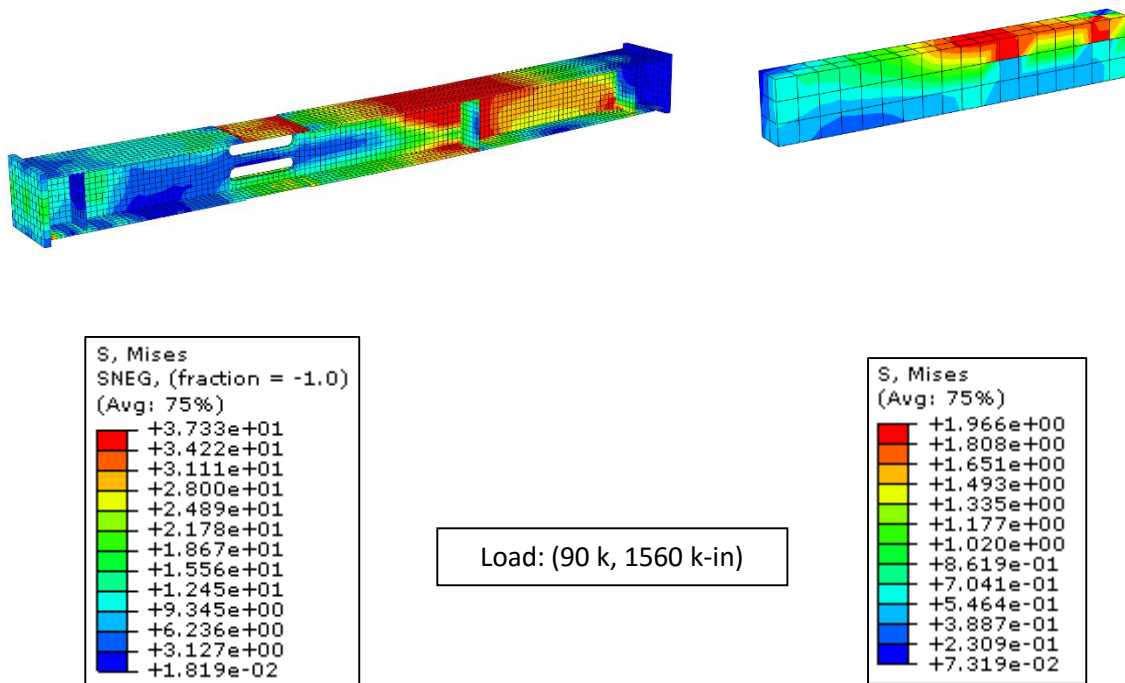 S, Mises
SNEG, (fraction = -1.0)
(Avg: 75%)
+3.733e+01
+3.422e+01
+3.111e+01
+2.800e+01
+2.489e+01
+2.178e+01
+1.867e+01
+1.556e+01
+1.245e+01
+9.345e+00
+6.236e+00
+3.127e+00
+1.819e-02
Load: (90 k, 1560 k-in)
S, Mises
(Avg: 75%)
+1.966e+00
+1.808e+00
+1.651e+00
+1.493e+00
+1.335e+00
+1.177e+00
+1.020e+00
+8.619e-01
+7.041e-01
+5.464e-01
+3.887e-01
+2.309e-01
+7.319e-02